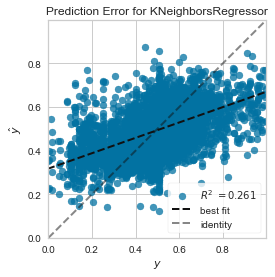 Prediction Error for KNeighborsRegressor
0.8
0.6
ŷ
0.4
0.2
0.0
R² = 0.261
best fit
identity
0.0 0.2 0.4 0.6 0.8
y